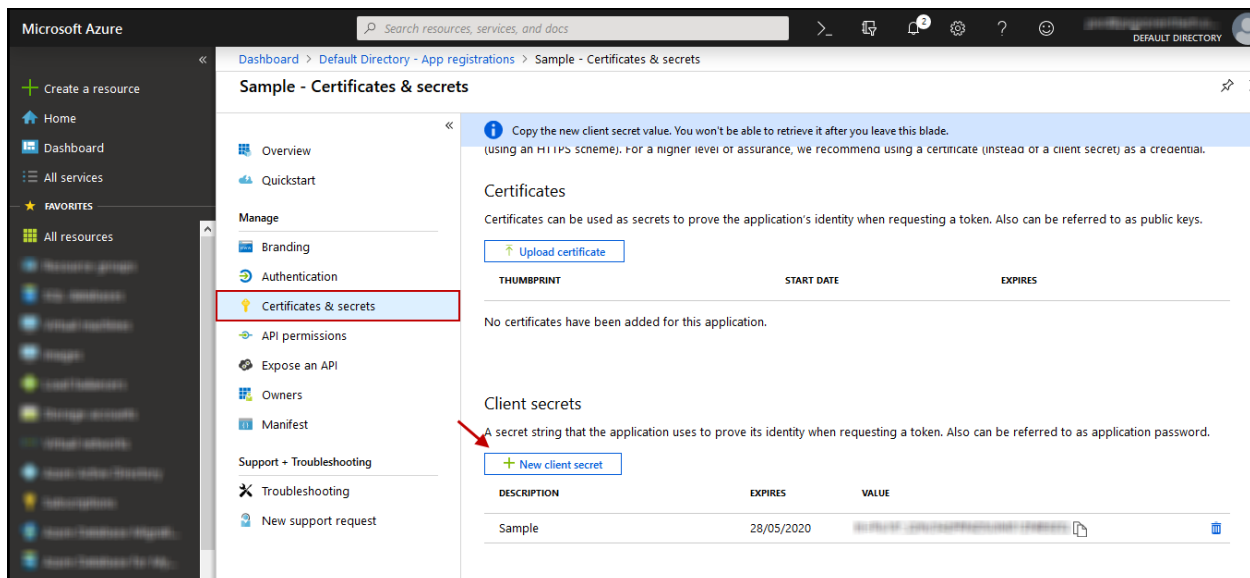 Microsoft Azure
Search resources, services, and docs
2
DEFAULT DIRECTORY
Create a resource
Home
Dashboard
All services
FAVORITES
All resources
Dashboard > Default Directory - App registrations > Sample - Certificates & secrets
Sample - Certificates & secrets
Overview
Quickstart
Manage
Branding
Authentication
Certificates & secrets
API permissions
Expose an API
Owners
Manifest
Support + Troubleshooting
Troubleshooting
New support request
Copy the new client secret value. You won't be able to retrieve it after you leave this blade.
(using an HTTPS scheme). For a higher level of assurance, we recommend using a certificate (instead of a client secret) as a credential.
Certificates
Certificates can be used as secrets to prove the application's identity when requesting a token. Also can be referred to as public keys.
Upload certificate
THUMBPRINT START DATE EXPIRES
No certificates have been added for this application.
Client secrets
A secret string that the application uses to prove its identity when requesting a token. Also can be referred to as application password.
New client secret
DESCRIPTION EXPIRES VALUE
Sample 28/05/2020